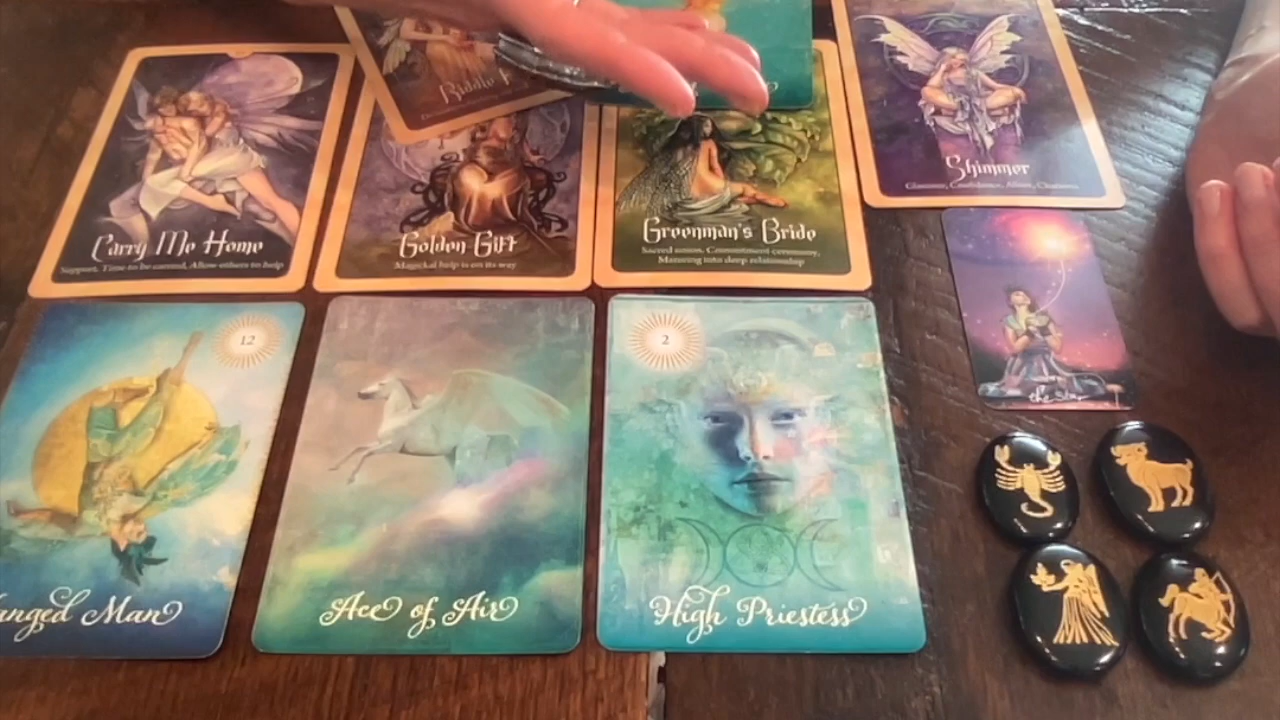 Riddle
Shimmer
Glamour, Confidence, Allure, Charisma
Carry Me Home
Support, Time to be carried, Allow others to help
Golden Gift
Magickal help is on its way
Greenman's Bride
Sacred union, Commitment ceremony,
Maturing into deep relationship
the star
12
2
anged Man
Ace of Air
High Priestess